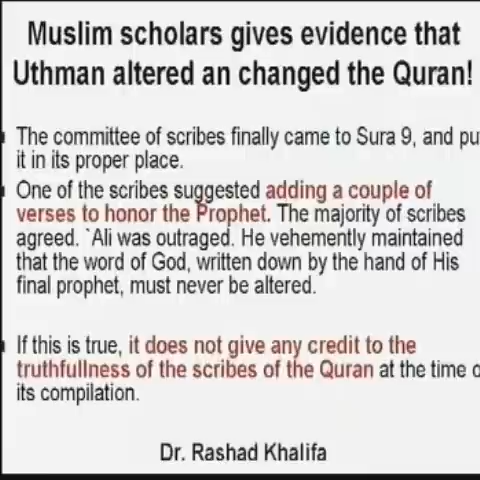 Muslim scholars gives evidence that
Uthman altered an changed the Quran!
The committee of scribes finally came to Sura 9, and pu
it in its proper place.
One of the scribes suggested adding a couple of
verses to honor the Prophet. The majority of scribes
agreed. `Ali was outraged. He vehemently maintained
that the word of God, written down by the hand of His
final prophet, must never be altered.
If this is true, it does not give any credit to the
truthfullness of the scribes of the Quran at the time o
its compilation.
Dr. Rashad Khalifa